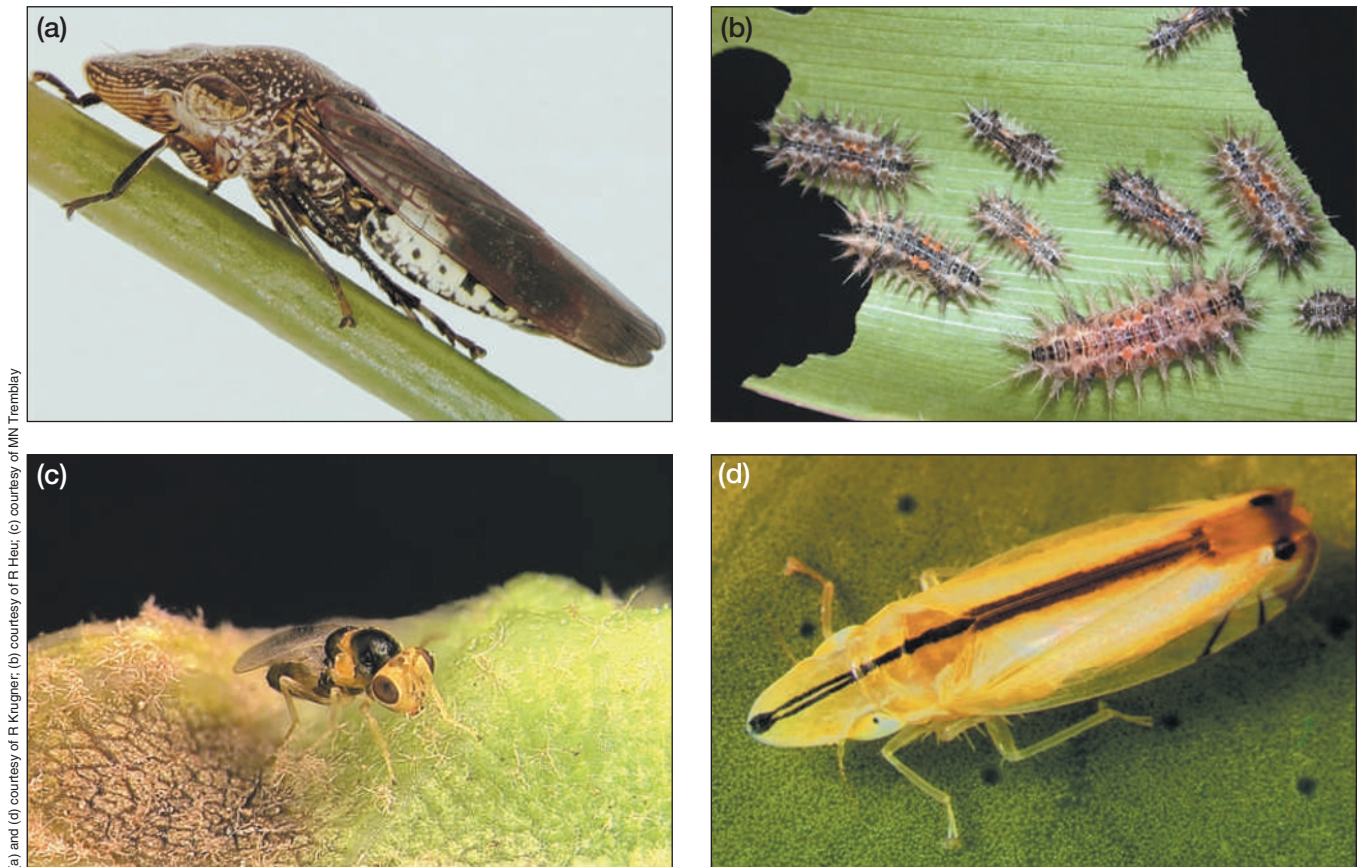 (a)
(b)
(c)
(d)
(a) and (d) courtesy of R Krugner; (b) courtesy of R Heu; (c) courtesy of MN Tremblay